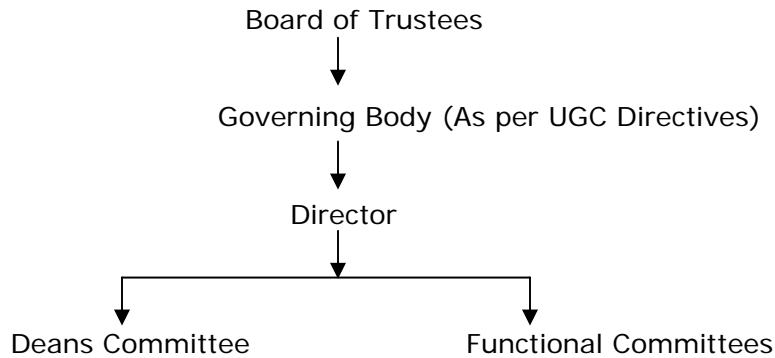 Board of Trustees
Governing Body (As per UGC Directives)
Director
Deans Committee
Functional Committees